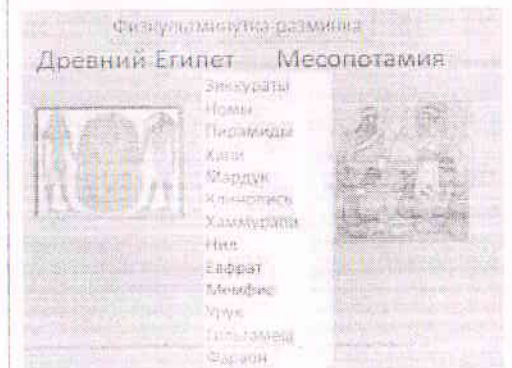 Физкультминутка-разминка
Древний Египет Месопотамия
Зиккураты
Номы
Пирамиды
Хапи
Мардук
Клинопись
Хаммурапи
Нил
Евфрат
Мемфис
Урук
Гильгамеш
Фараон